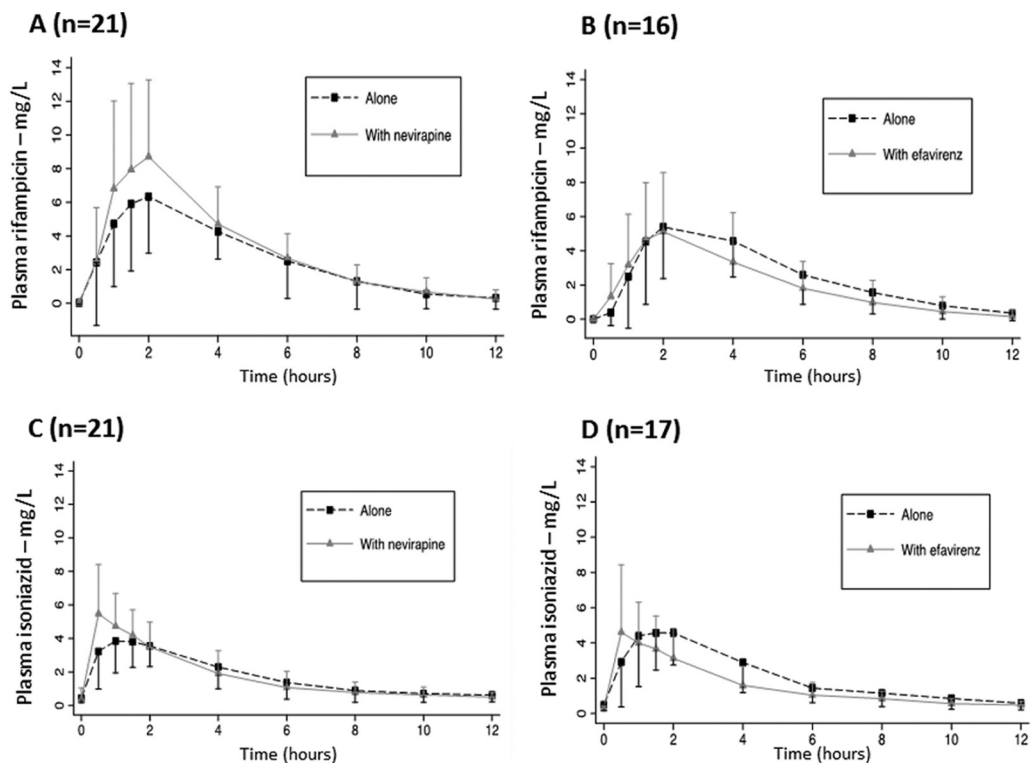 A (n=21)
Plasma rifampicin – mg/L
0 2 4 6 8 10 12 14
Alone
With nevirapine
0 2 4 6 8 10 12
Time (hours)
B (n=16)
Plasma rifampicin – mg/L
0 2 4 6 8 10 12 14
Alone
With efavirenz
0 2 4 6 8 10 12
Time (hours)
C (n=21)
Plasma isoniazid – mg/L
0 2 4 6 8 10 12 14
Alone
With nevirapine
0 2 4 6 8 10 12
Time (hours)
D (n=17)
Plasma isoniazid – mg/L
0 2 4 6 8 10 12 14
Alone
With efavirenz
0 2 4 6 8 10 12
Time (hours)